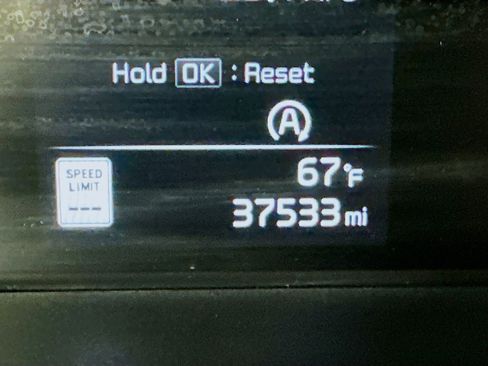 Hold OK : Reset
A
SPEED
LIMIT
---
67°F
37533 mi